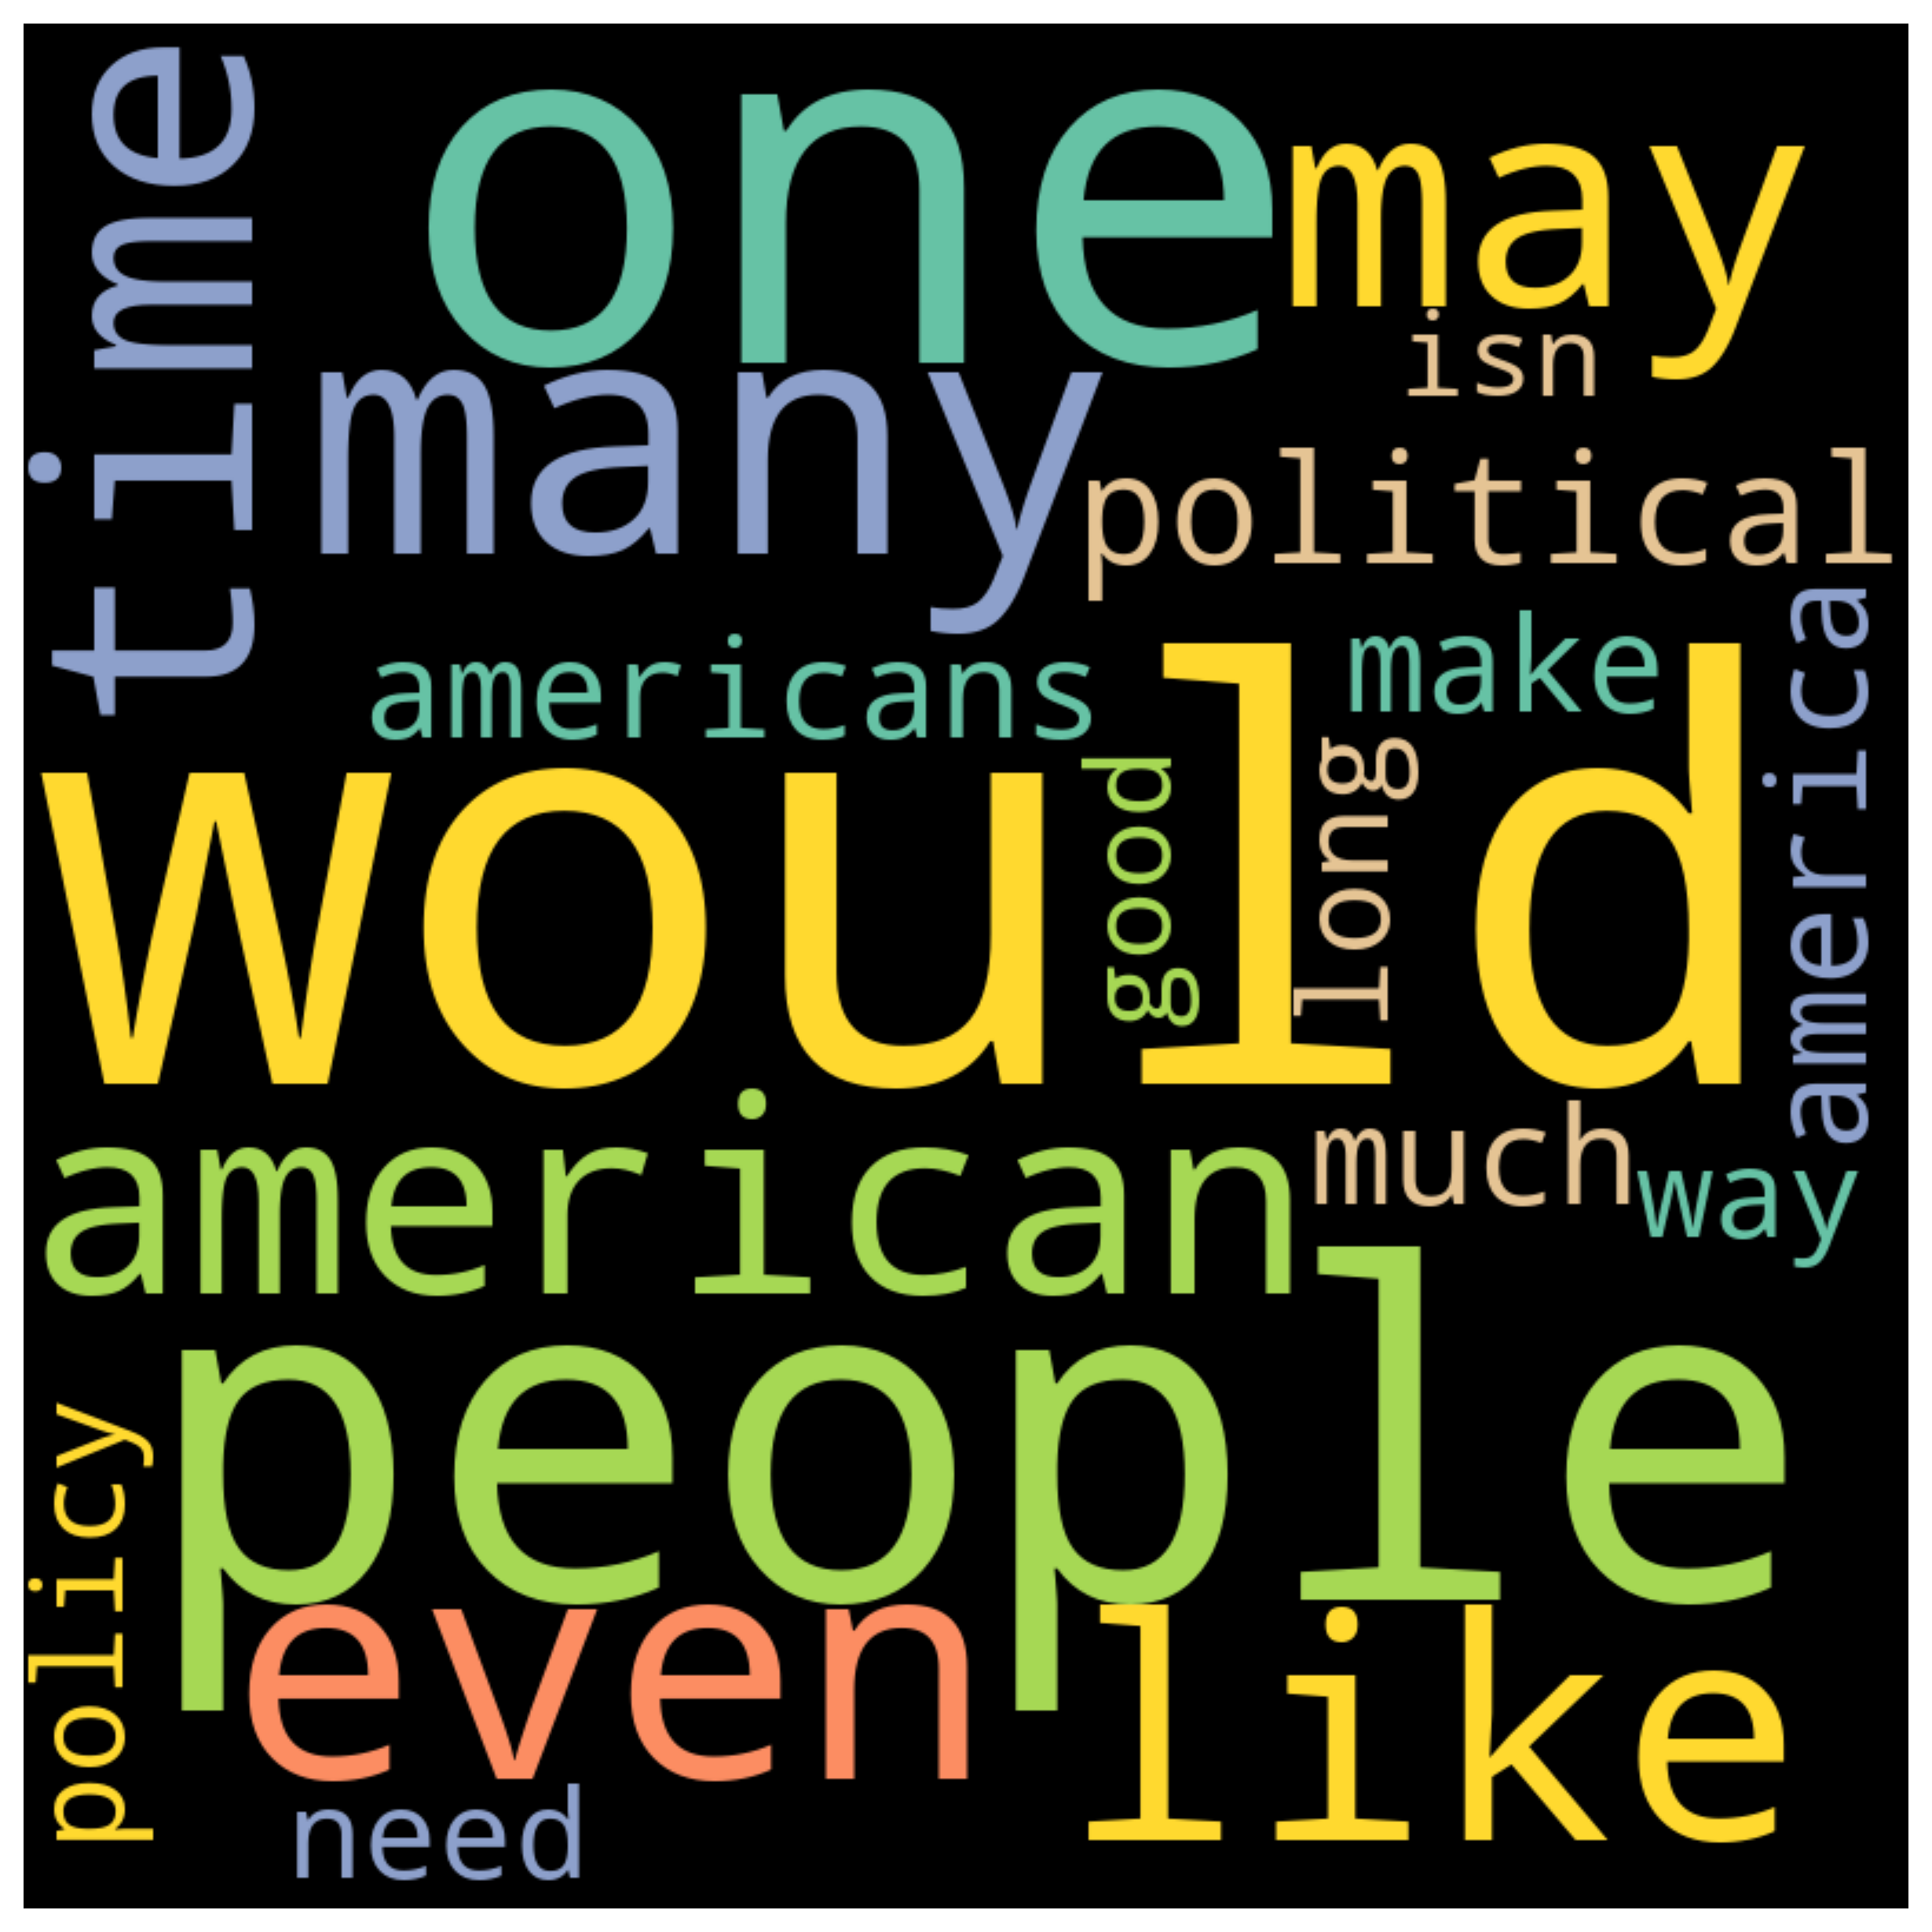 time
one
may
isn
many
political
americans
make
america
would
good
long
american
much
way
people
policy
even
like
need